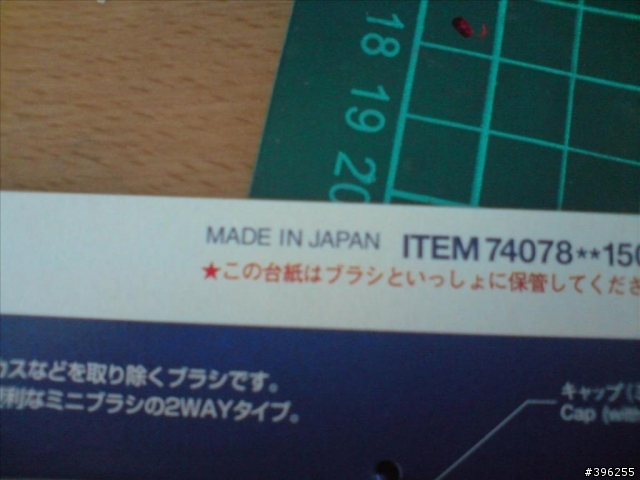 18
19
20
MADE IN JAPAN ITEM 74078**150
★この台紙はブラシといっしょに保管してくださ
カスなどを取り除くブラシです。
便利なミニブラシの2WAYタイプ。
キャップ
Cap
#396255